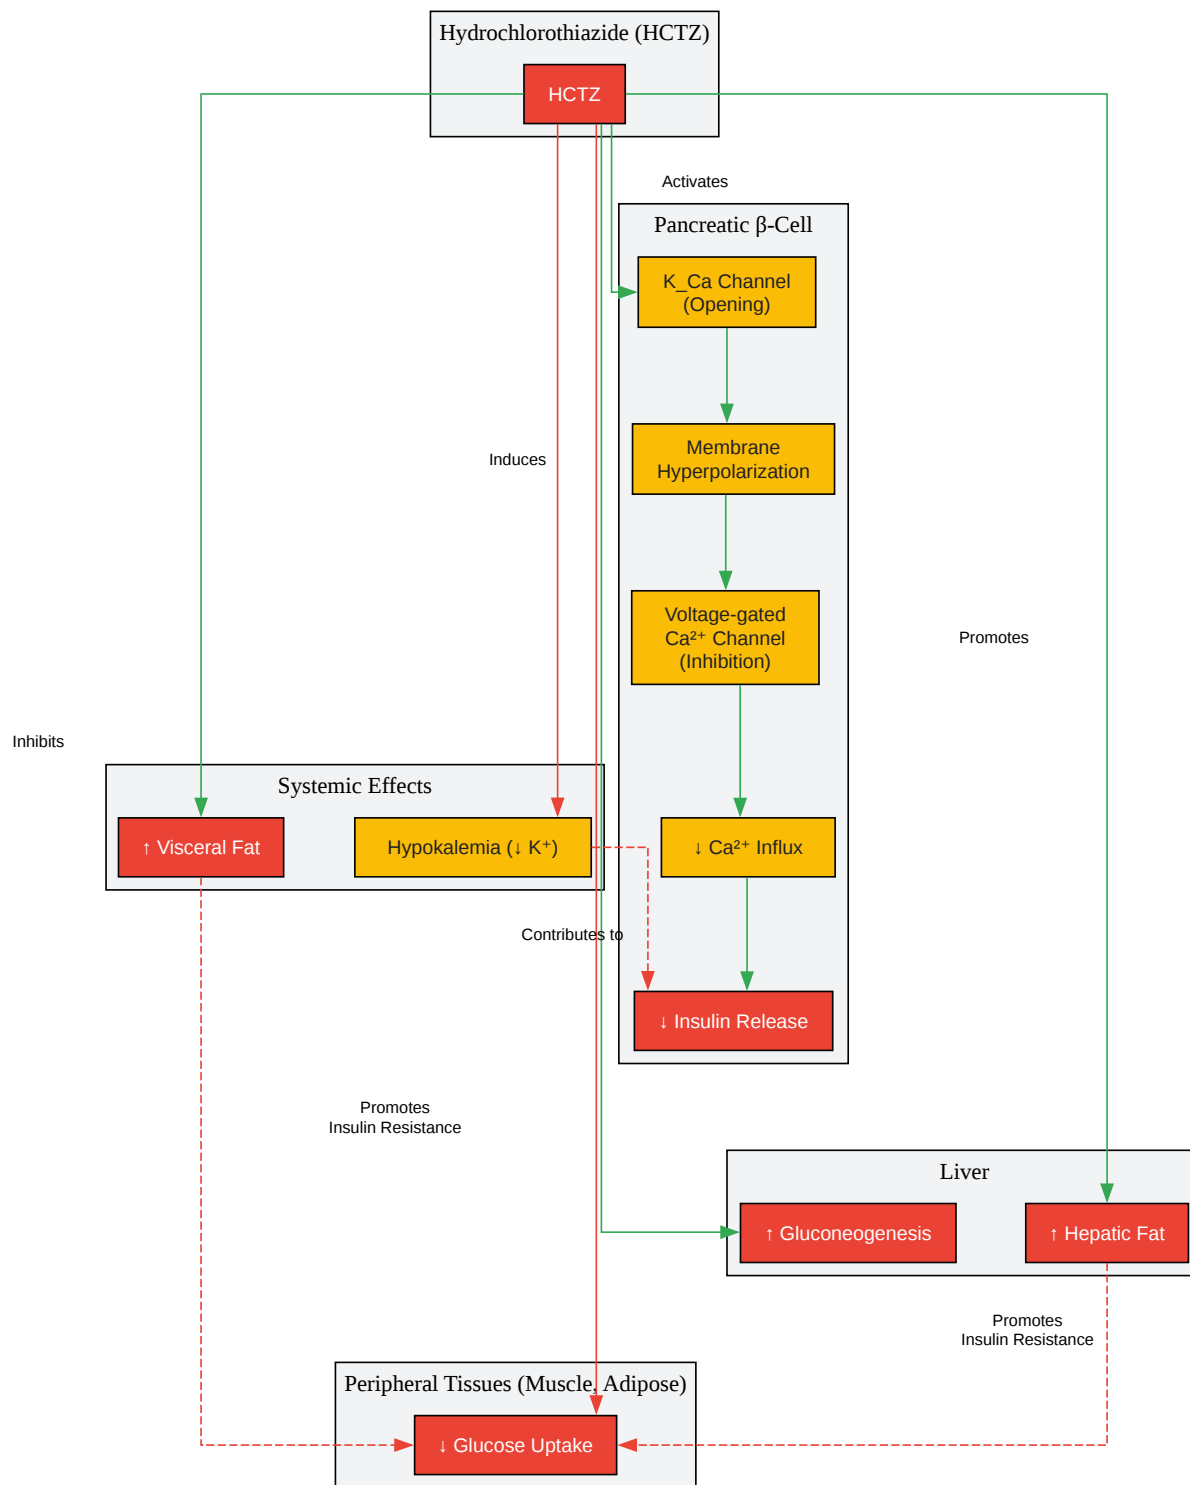 Hydrochlorothiazide (HCTZ)
HCTZ
Activates
Pancreatic β-Cell
K_Ca Channel
(Opening)
Membrane
Hyperpolarization
Induces
Voltage-gated
Ca²⁺ Channel
(Inhibition)
Promotes
Inhibits
Systemic Effects
↑ Visceral Fat
Hypokalemia (↓ K⁺)
↓ Ca²⁺ Influx
Contributes to
↓ Insulin Release
Promotes
Insulin Resistance
Liver
↑ Gluconeogenesis
↑ Hepatic Fat
Promotes
Insulin Resistance
Peripheral Tissues (Muscle, Adipose)
↓ Glucose Uptake